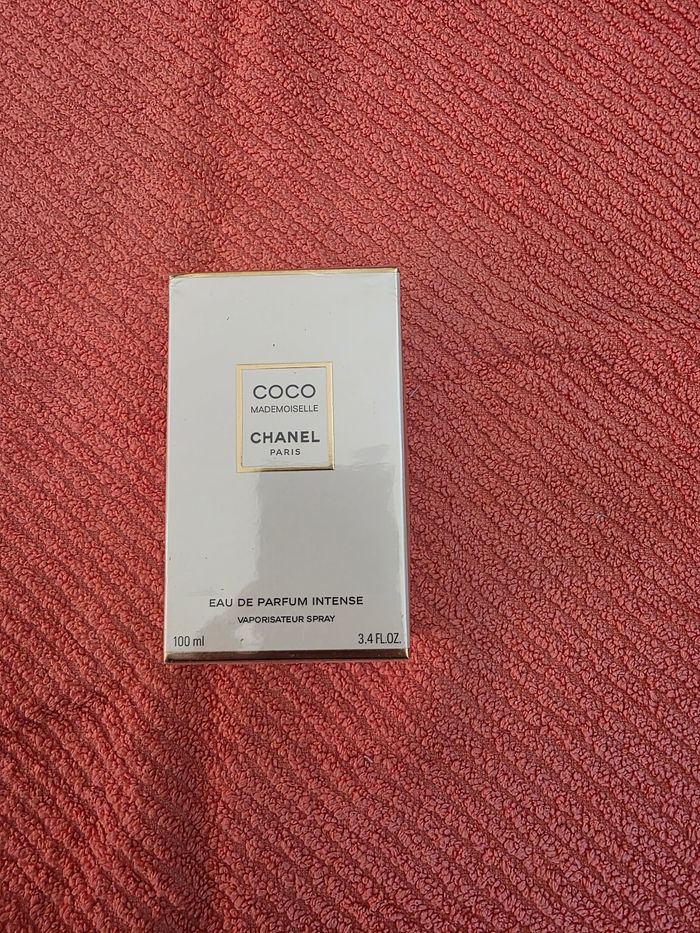 COCO
MADEMOISELLE
CHANEL
PARIS
EAU DE PARFUM INTENSE
VAPORISATEUR SPRAY
100 ml 3.4 FL.OZ.